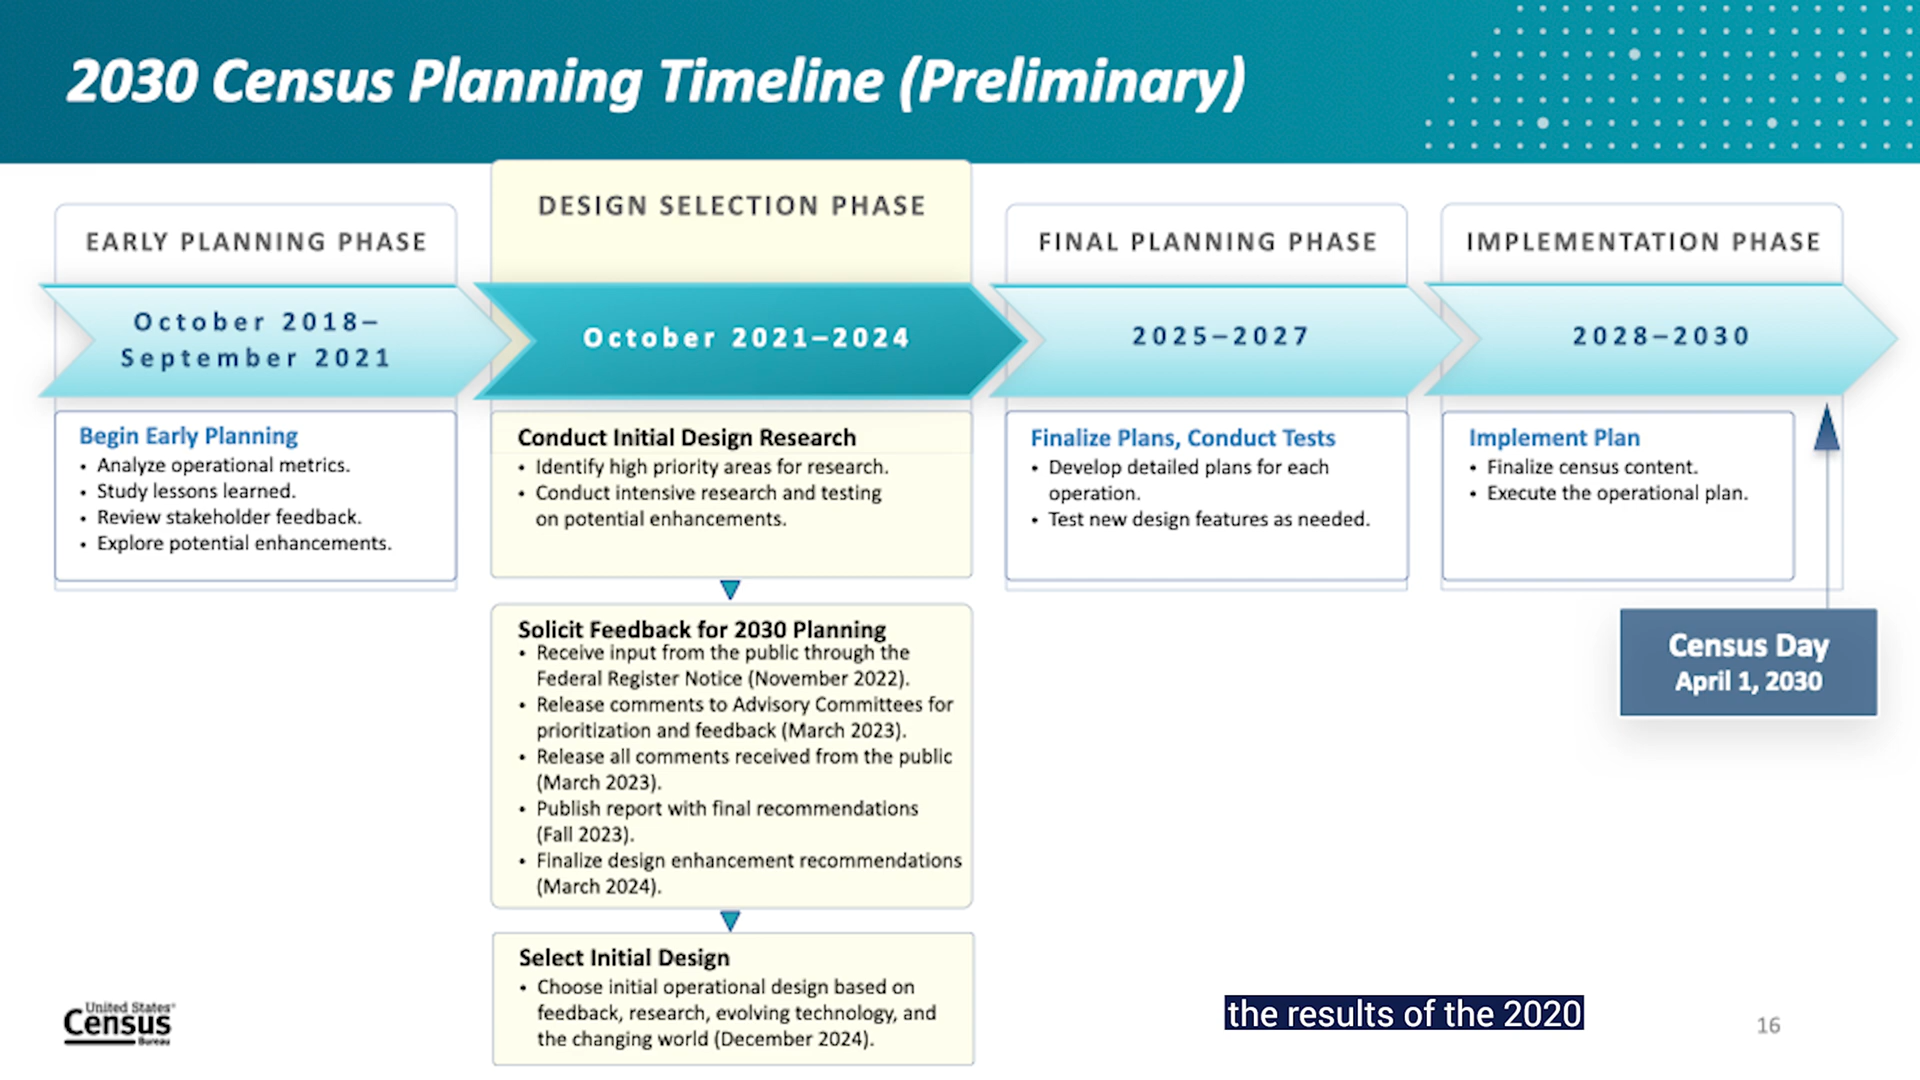 2030 Census Planning Timeline (Preliminary)
EARLY PLANNING PHASE
October 2018–
September 2021
Begin Early Planning
• Analyze operational metrics.
• Study lessons learned.
• Review stakeholder feedback.
• Explore potential enhancements.
DESIGN SELECTION PHASE
October 2021–2024
Conduct Initial Design Research
• Identify high priority areas for research.
• Conduct intensive research and testing
on potential enhancements.
Solicit Feedback for 2030 Planning
• Receive input from the public through the
Federal Register Notice (November 2022).
• Release comments to Advisory Committees for
prioritization and feedback (March 2023).
• Release all comments received from the public
(March 2023).
• Publish report with final recommendations
(Fall 2023).
• Finalize design enhancement recommendations
(March 2024).
Select Initial Design
• Choose initial operational design based on
feedback, research, evolving technology, and
the changing world (December 2024).
FINAL PLANNING PHASE
2025–2027
Finalize Plans, Conduct Tests
• Develop detailed plans for each
operation.
• Test new design features as needed.
IMPLEMENTATION PHASE
2028–2030
Implement Plan
• Finalize census content.
• Execute the operational plan.
Census Day
April 1, 2030
United States®
Census
Bureau
the results of the 2020
16